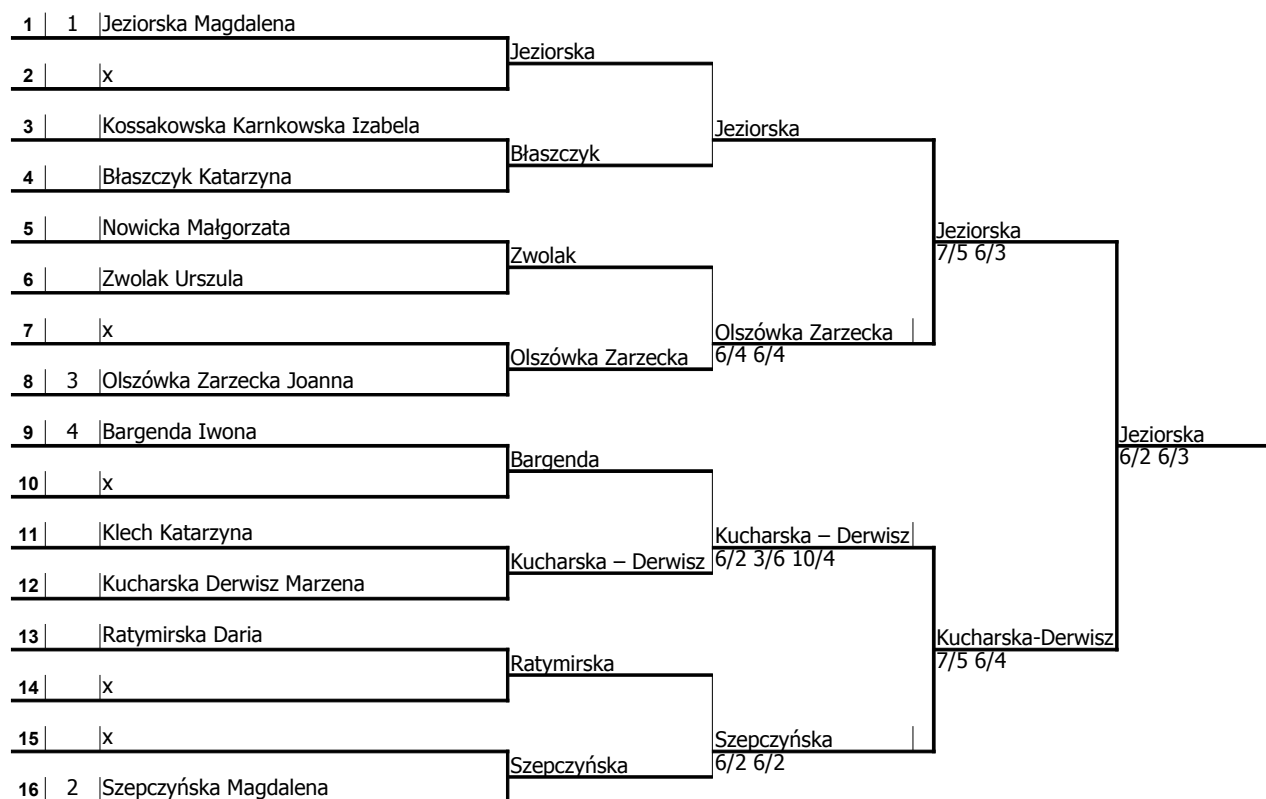 1 1 Jeziorska Magdalena
Jeziorska
2 x
3 Kossakowska Karnkowska Izabela
Jeziorska
Błaszczyk
4 Błaszczyk Katarzyna
5 Nowicka Małgorzata
Jeziorska
7/5 6/3
Zwolak
6 Zwolak Urszula
7 x
Olszówka Zarzecka
6/4 6/4
Olszówka Zarzecka
8 3 Olszówka Zarzecka Joanna
9 4 Bargenda Iwona
Jeziorska
6/2 6/3
Bargenda
10 x
11 Klech Katarzyna
Kucharska – Derwisz
6/2 3/6 10/4
Kucharska – Derwisz
12 Kucharska Derwisz Marzena
13 Ratymirska Daria
Kucharska-Derwisz
7/5 6/4
Ratymirska
14 x
15 x
Szepczyńska
6/2 6/2
Szepczyńska
16 2 Szepczyńska Magdalena